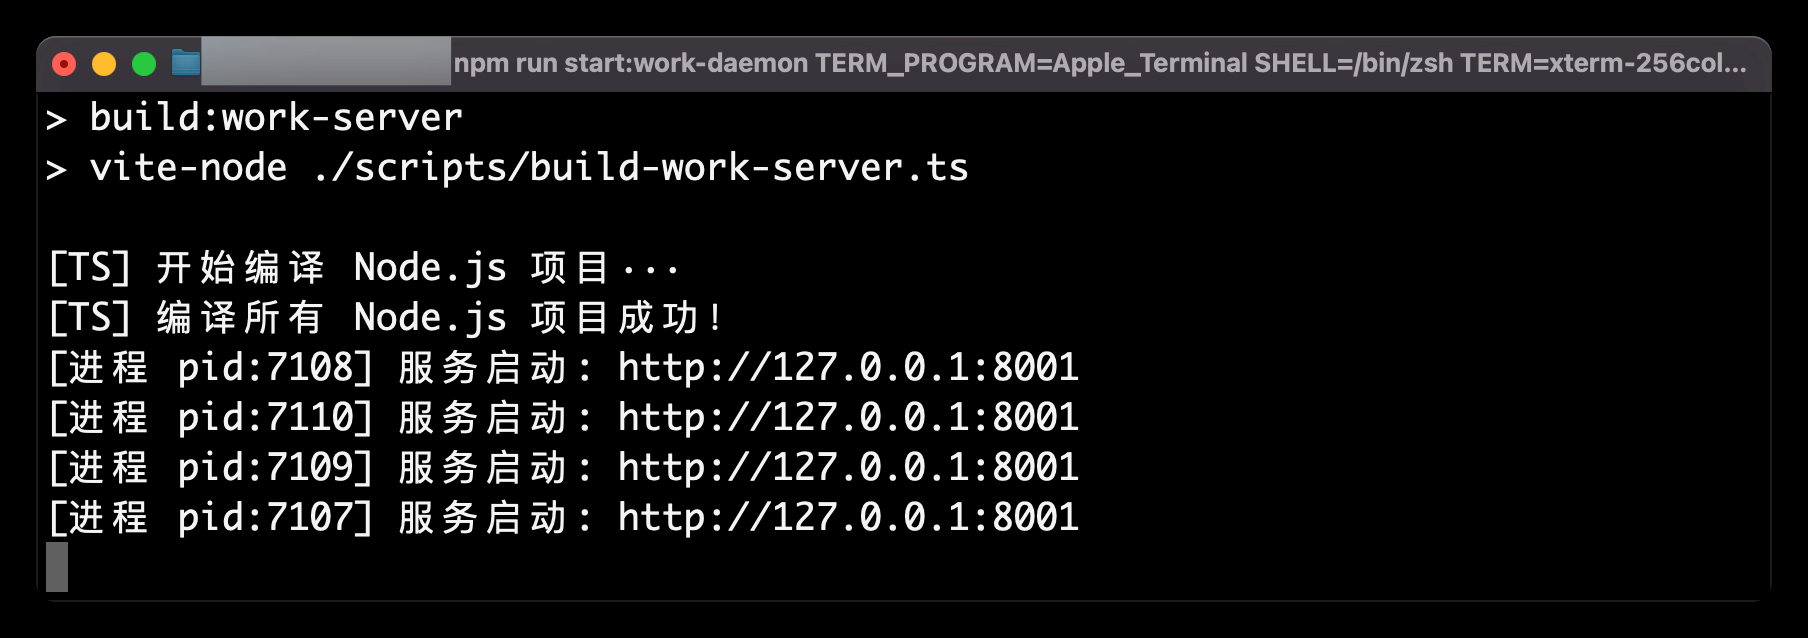 npm run start:work-daemon TERM_PROGRAM=Apple_Terminal SHELL=/bin/zsh TERM=xterm-256col...
> build:work-server
> vite-node ./scripts/build-work-server.ts
[TS] 开始编译 Node.js 项目...
[TS] 编译所有 Node.js 项目成功！
[进程 pid:7108] 服务启动: http://127.0.0.1:8001
[进程 pid:7110] 服务启动: http://127.0.0.1:8001
[进程 pid:7109] 服务启动: http://127.0.0.1:8001
[进程 pid:7107] 服务启动: http://127.0.0.1:8001